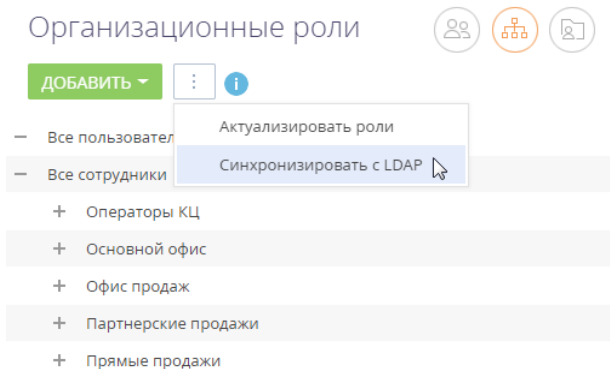 Организационные роли
ДОБАВИТЬ
i
Актуализировать роли
Все пользовател
Синхронизировать с LDAP
Все сотрудники
Операторы КЦ
Основной офис
Офис продаж
Партнерские продажи
Прямые продажи